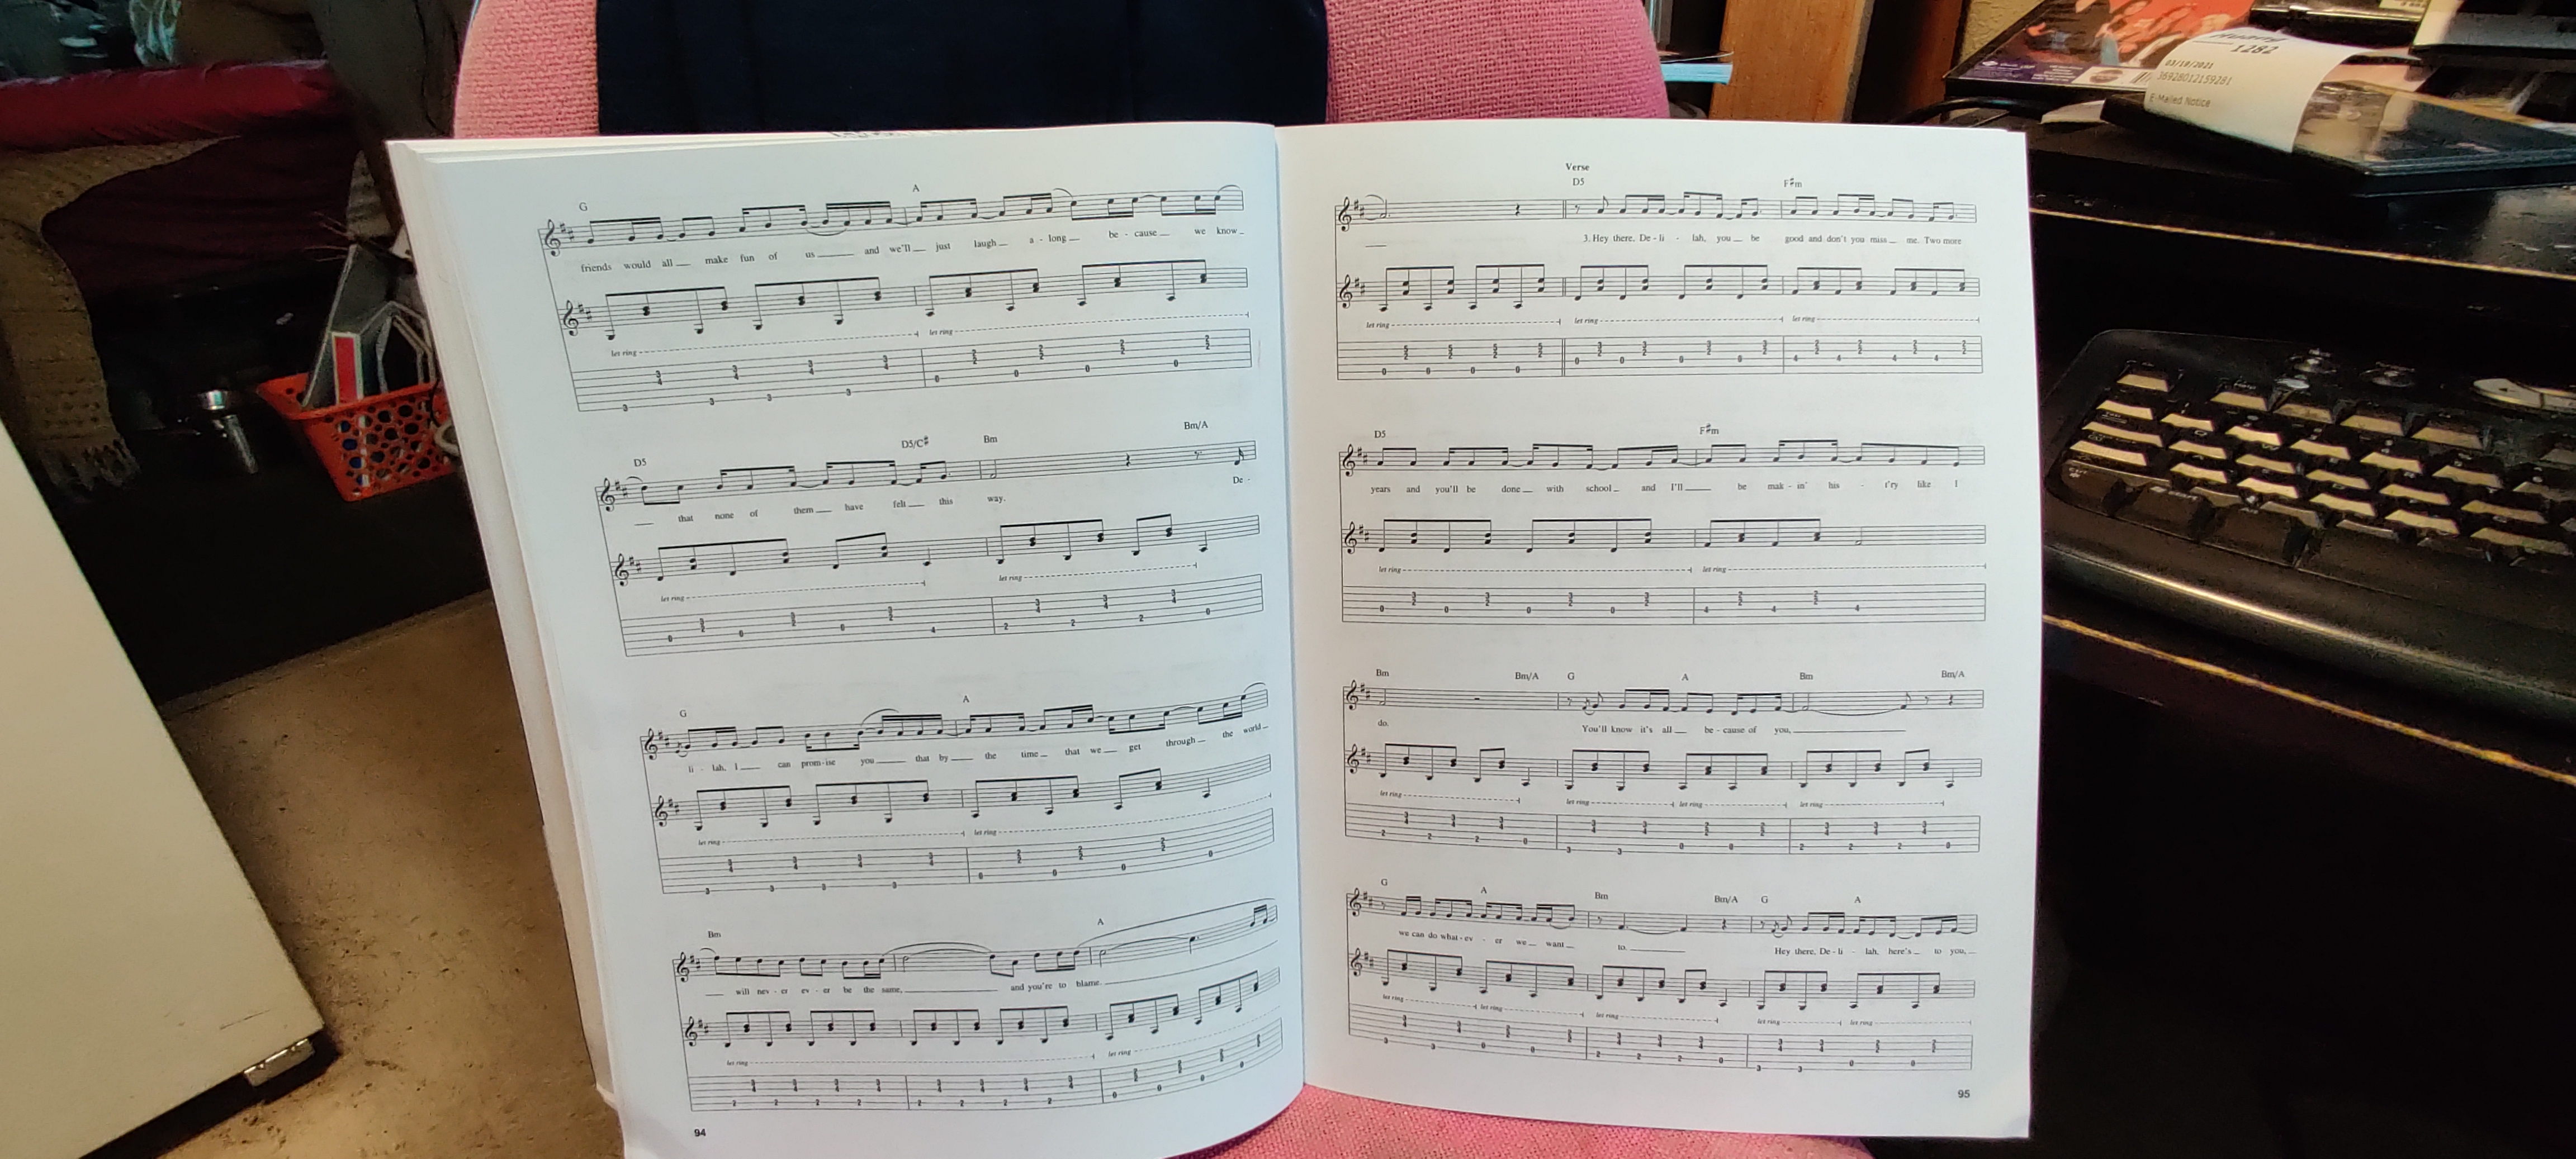 G A
friends would all make fun of us and we'll just laugh a - long be - cause we know
let ring let ring
D5 D5/C♯ Bm Bm/A
that none of them have felt this way. De -
let ring let ring
G A
li - lah, I can prom - ise you that by the time that we get through the world
let ring let ring
Bm A
will nev - er ev - er be the same, and you're to blame.
let ring let ring
94
Verse
D5 F♯m
3. Hey there, De - li - lah, you be good and don't you miss me. Two more
let ring let ring let ring
D5 F♯m
years and you'll be done with school and I'll be mak - in' his - t'ry like I
let ring let ring
Bm Bm/A G A Bm Bm/A
do. You'll know it's all be - cause of you,
let ring let ring let ring let ring
G A Bm Bm/A G A
we can do what - ev - er we want to. Hey there, De - li - lah, here's to you,
let ring let ring let ring let ring let ring
95
1282
03/18/2021
36928012159281
E-Mailed Notice